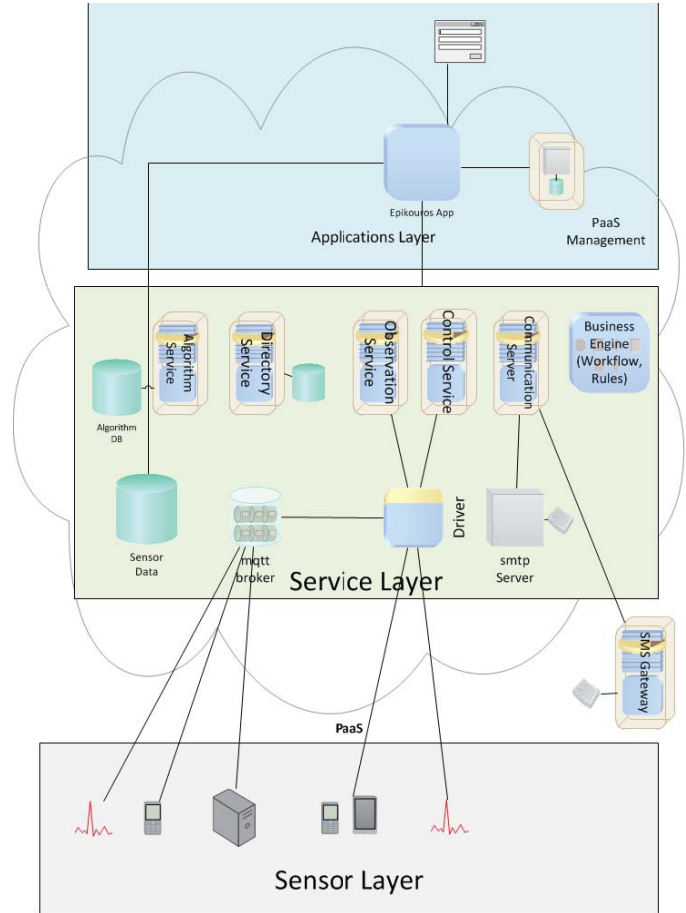 Epikouros App
Applications Layer
PaaS
Management
Algorithm
Service
Directory
Service
Observation
Service
Control Service
Communication
Server
Business
Engine
(Workflow,
Rules)
Algorithm
DB
Sensor
Data
mqtt
broker
Driver
smtp
Server
Service Layer
SMS Gateway
PaaS
Sensor Layer